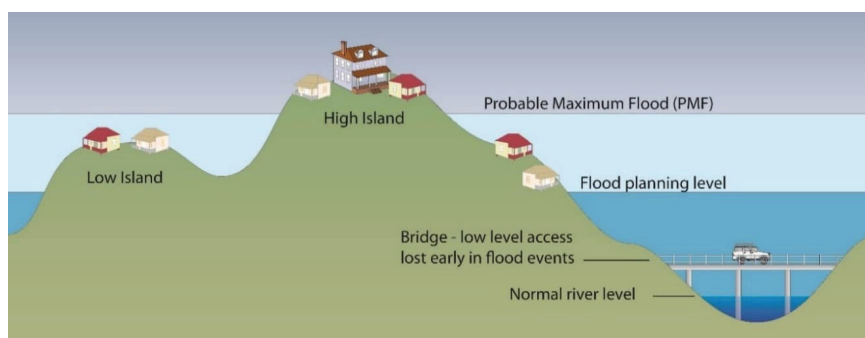 Probable Maximum Flood (PMF)
High Island
Low Island
Flood planning level
Bridge - low level access
lost early in flood events
Normal river level